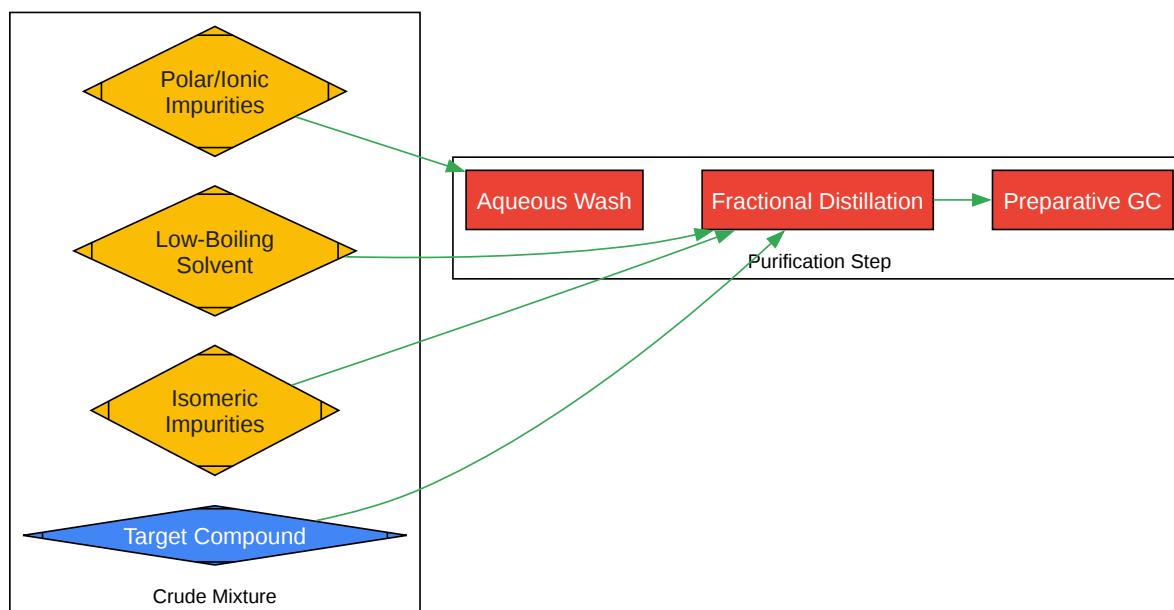 Polar/Ionic
Impurities
Low-Boiling
Solvent
Isomeric
Impurities
Target Compound
Crude Mixture
Aqueous Wash
Fractional Distillation
Preparative GC
Purification Step